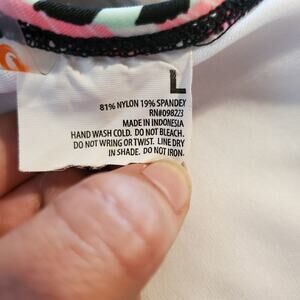 L
81% NYLON 19% SPANDEX
RN#098223
MADE IN INDONESIA
HAND WASH COLD. DO NOT BLEACH.
DO NOT WRING OR TWIST. LINE DRY
IN SHADE. DO NOT IRON.